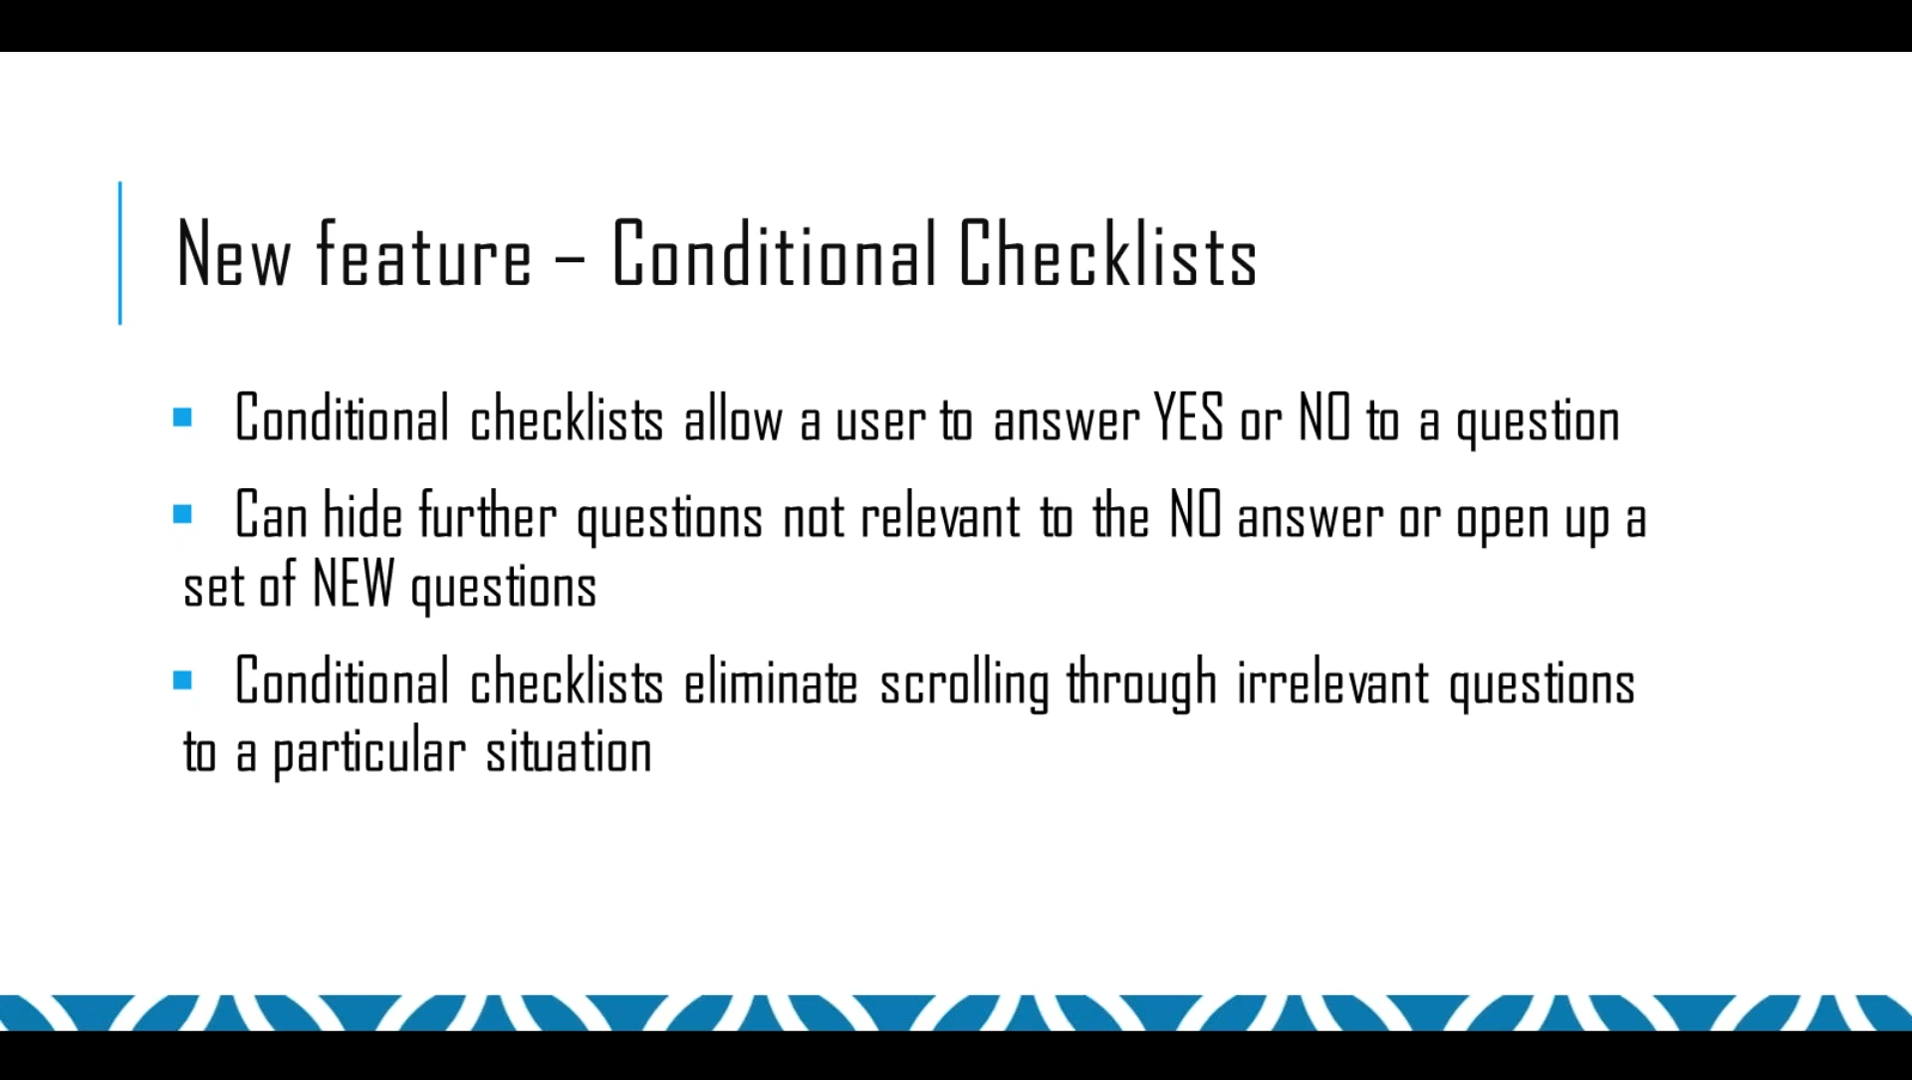 New feature – Conditional Checklists
▪ Conditional checklists allow a user to answer YES or NO to a question
▪ Can hide further questions not relevant to the NO answer or open up a
set of NEW questions
▪ Conditional checklists eliminate scrolling through irrelevant questions
to a particular situation